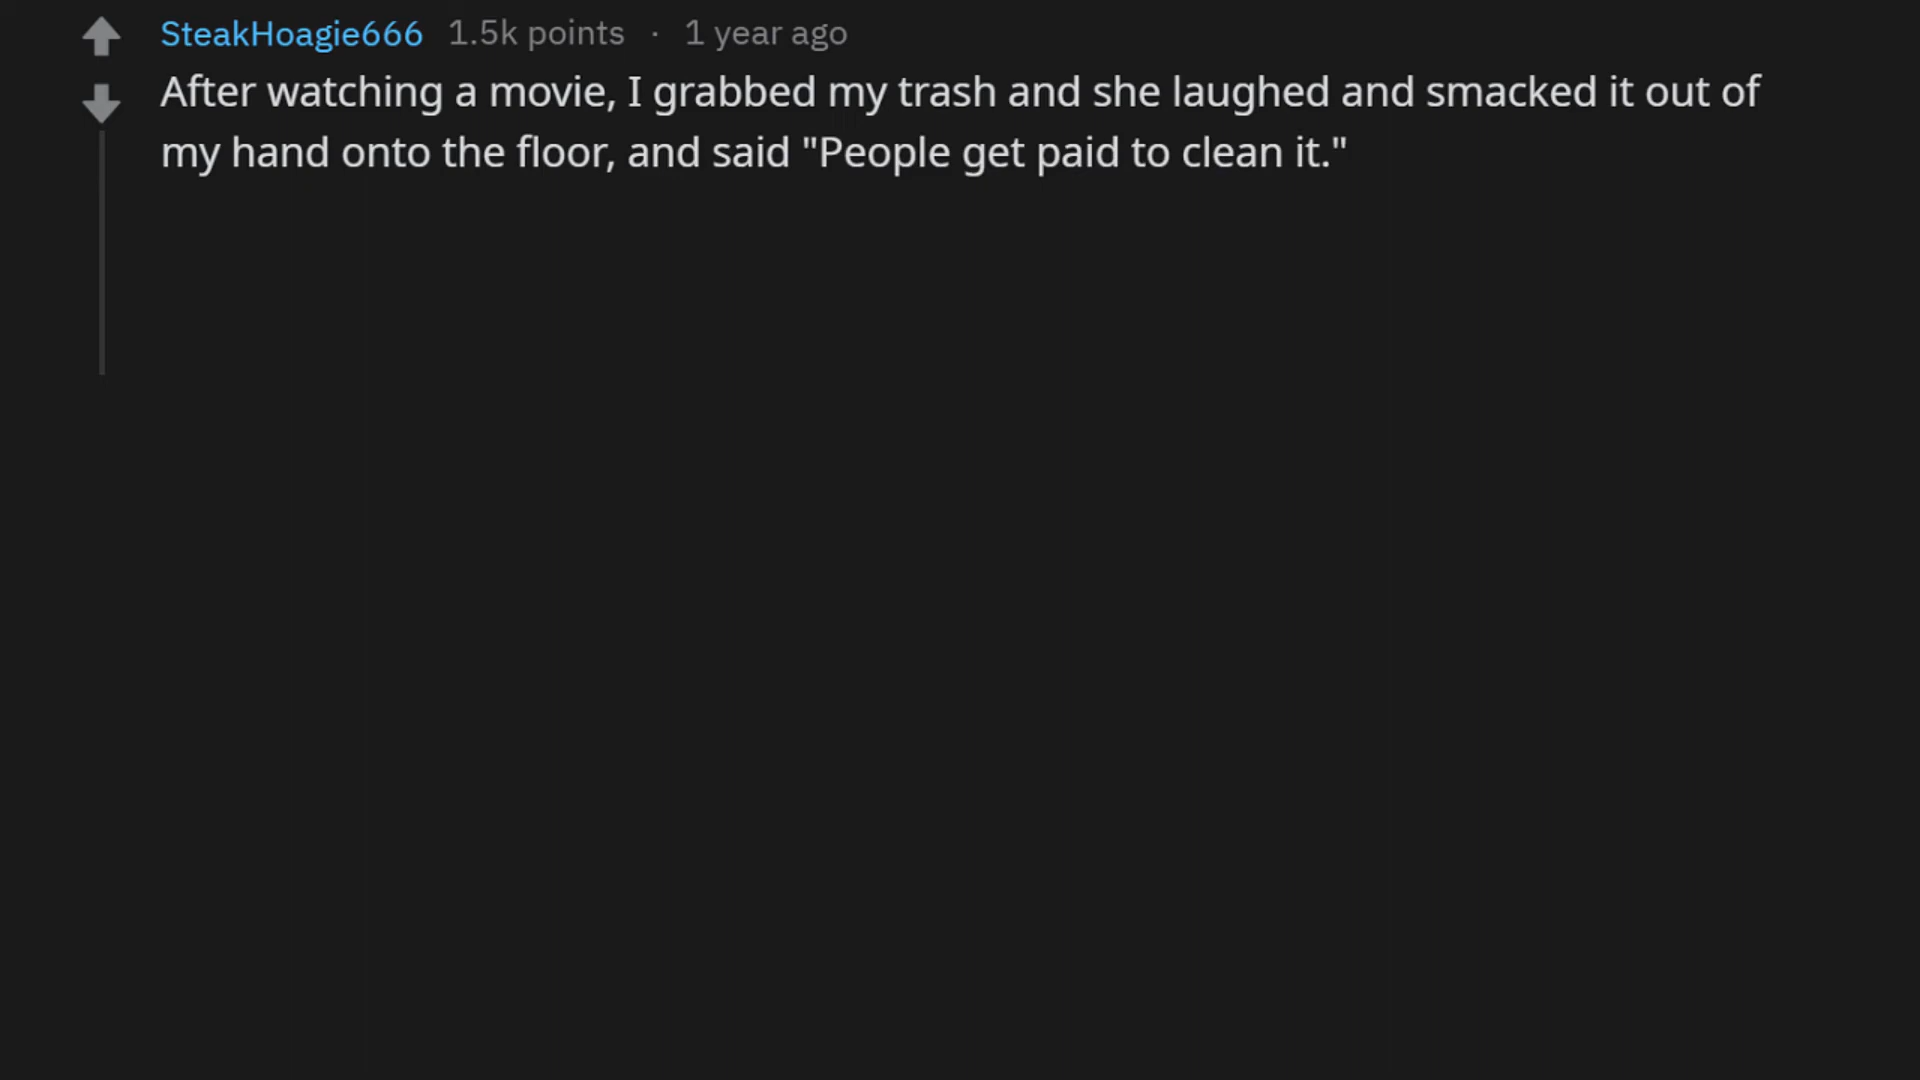 SteakHoagie666 1.5k points · 1 year ago
After watching a movie, I grabbed my trash and she laughed and smacked it out of
my hand onto the floor, and said "People get paid to clean it."